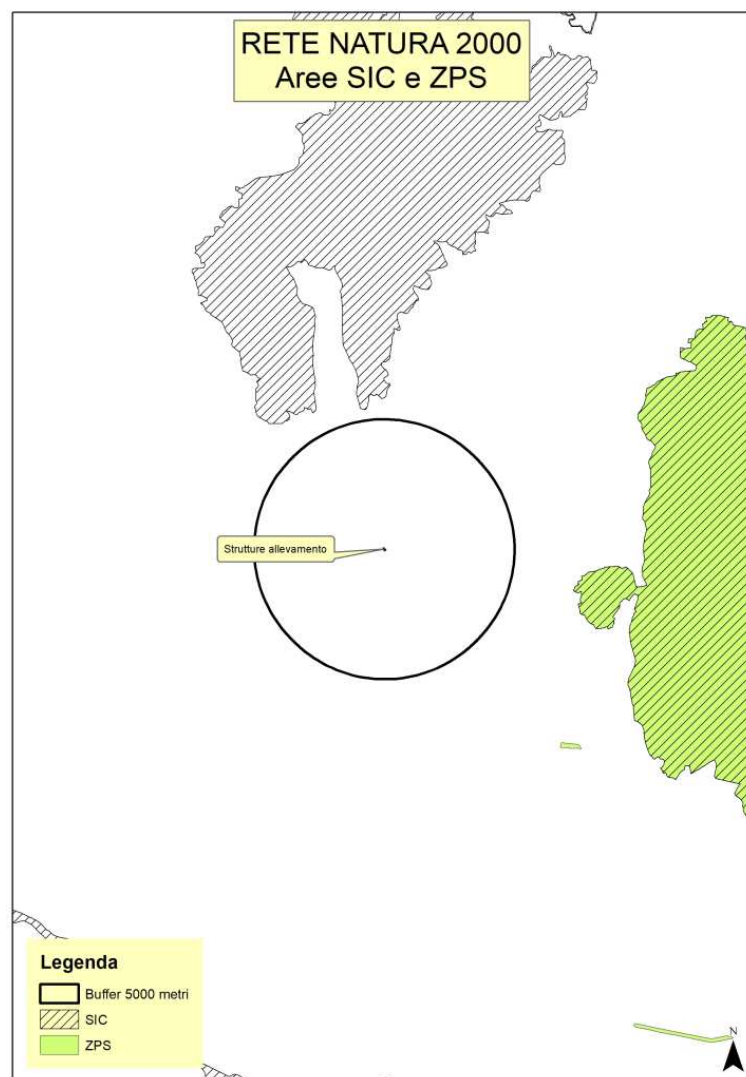 RETE NATURA 2000
Aree SIC e ZPS
Strutture allevamento
Legenda
Buffer 5000 metri
SIC
ZPS
N